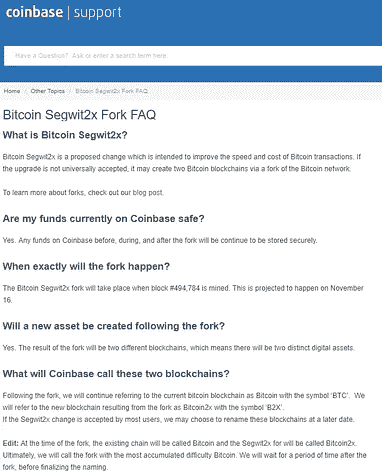 coinbase | support
Have a Question? Ask or enter a search term here.
Home / Other Topics / Bitcoin Segwit2x Fork FAQ
Bitcoin Segwit2x Fork FAQ
What is Bitcoin Segwit2x?
Bitcoin Segwit2x is a proposed change which is intended to improve the speed and cost of Bitcoin transactions. If
the upgrade is not universally accepted, it may create two Bitcoin blockchains via a fork of the Bitcoin network.
To learn more about forks, check out our blog post.
Are my funds currently on Coinbase safe?
Yes. Any funds on Coinbase before, during, and after the fork will be continue to be stored securely.
When exactly will the fork happen?
The Bitcoin Segwit2x fork will take place when block #494,784 is mined. This is projected to happen on November
16.
Will a new asset be created following the fork?
Yes. The result of the fork will be two different blockchains, which means there will be two distinct digital assets.
What will Coinbase call these two blockchains?
Following the fork, we will continue referring to the current bitcoin blockchain as Bitcoin with the symbol ‘BTC’. We
will refer to the new blockchain resulting from the fork as Bitcoin2x with the symbol ‘B2X’.
If the Segwit2x change is accepted by most users, we may choose to rename these blockchains at a later date.
Edit: At the time of the fork, the existing chain will be called Bitcoin and the Segwit2x for will be called Bitcoin2x.
Ultimately, we will call the fork with the most accumulated difficulty Bitcoin. We will wait for a period of time after the
fork, before finalizing the naming.